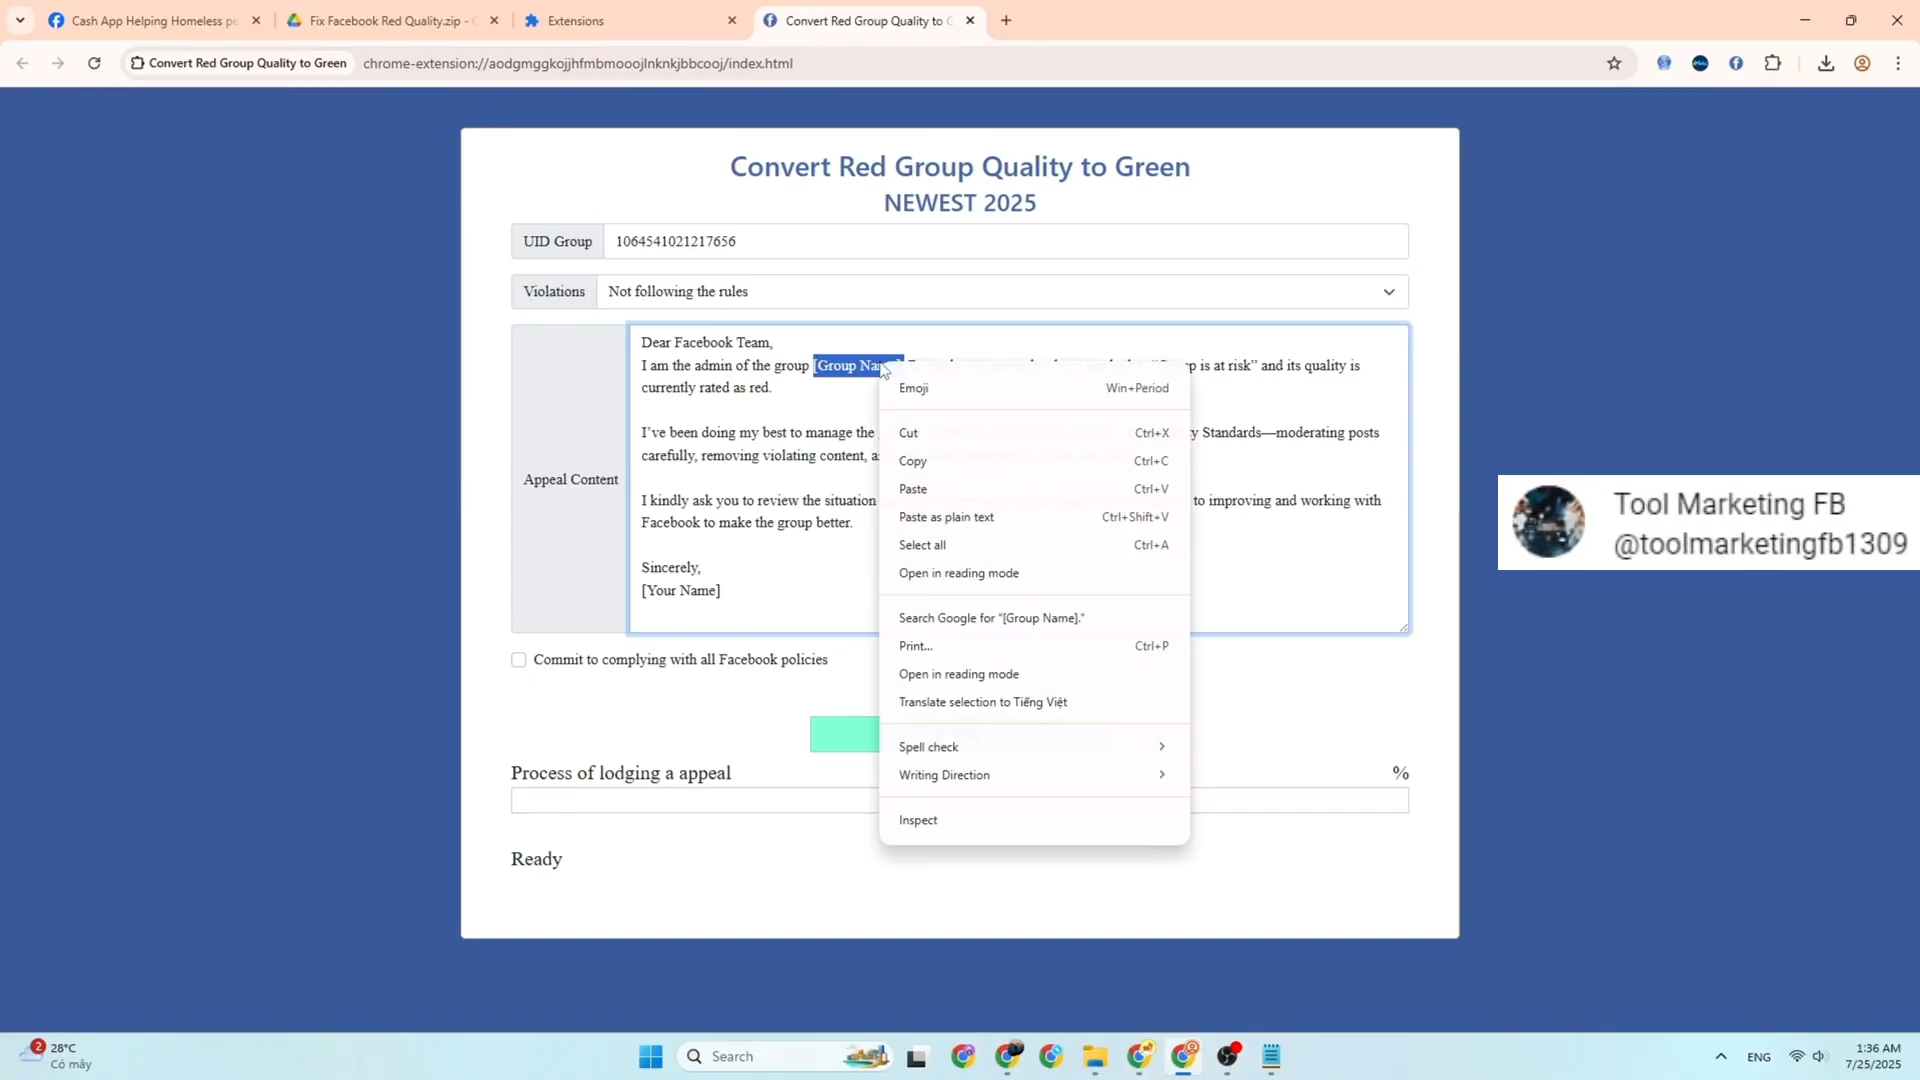 Cash App Helping Homeless pe
Fix Facebook Red Quality.zip -
Extensions
Convert Red Group Quality to G
Convert Red Group Quality to Green
chrome-extension://aodgmggkojjhfmbmooojlnknkjbbcooj/index.html
Convert Red Group Quality to Green
NEWEST 2025
UID Group
1064541021217656
Violations
Not following the rules
Appeal Content
Dear Facebook Team,
I am the admin of the group [Group Na is at risk” and its quality is
currently rated as red.
I’ve been doing my best to manage the Standards—moderating posts
carefully, removing violating content, a
I kindly ask you to review the situation to improving and working with
Facebook to make the group better.
Sincerely,
[Your Name]
Emoji Win+Period
Cut Ctrl+X
Copy Ctrl+C
Paste Ctrl+V
Paste as plain text Ctrl+Shift+V
Select all Ctrl+A
Open in reading mode
Search Google for “[Group Name].”
Print... Ctrl+P
Open in reading mode
Translate selection to Tiếng Việt
Spell check
Writing Direction
Inspect
Commit to complying with all Facebook policies
Process of lodging a appeal %
Ready
Tool Marketing FB
@toolmarketingfb1309
2
28°C
Có mây
Search
ENG
1:36 AM
7/25/2025